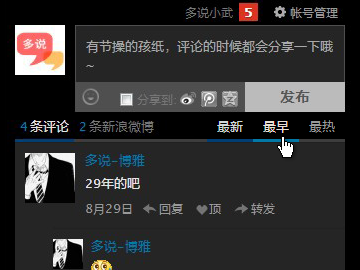 多说小武 5 帐号管理
多说
有节操的孩纸，评论的时候都会分享一下哦
~
分享到: 发布
4条评论 2条新浪微博 最新 最早 最热
多说-博雅
29年的吧
8月29日 回复 顶 转发
多说-博雅